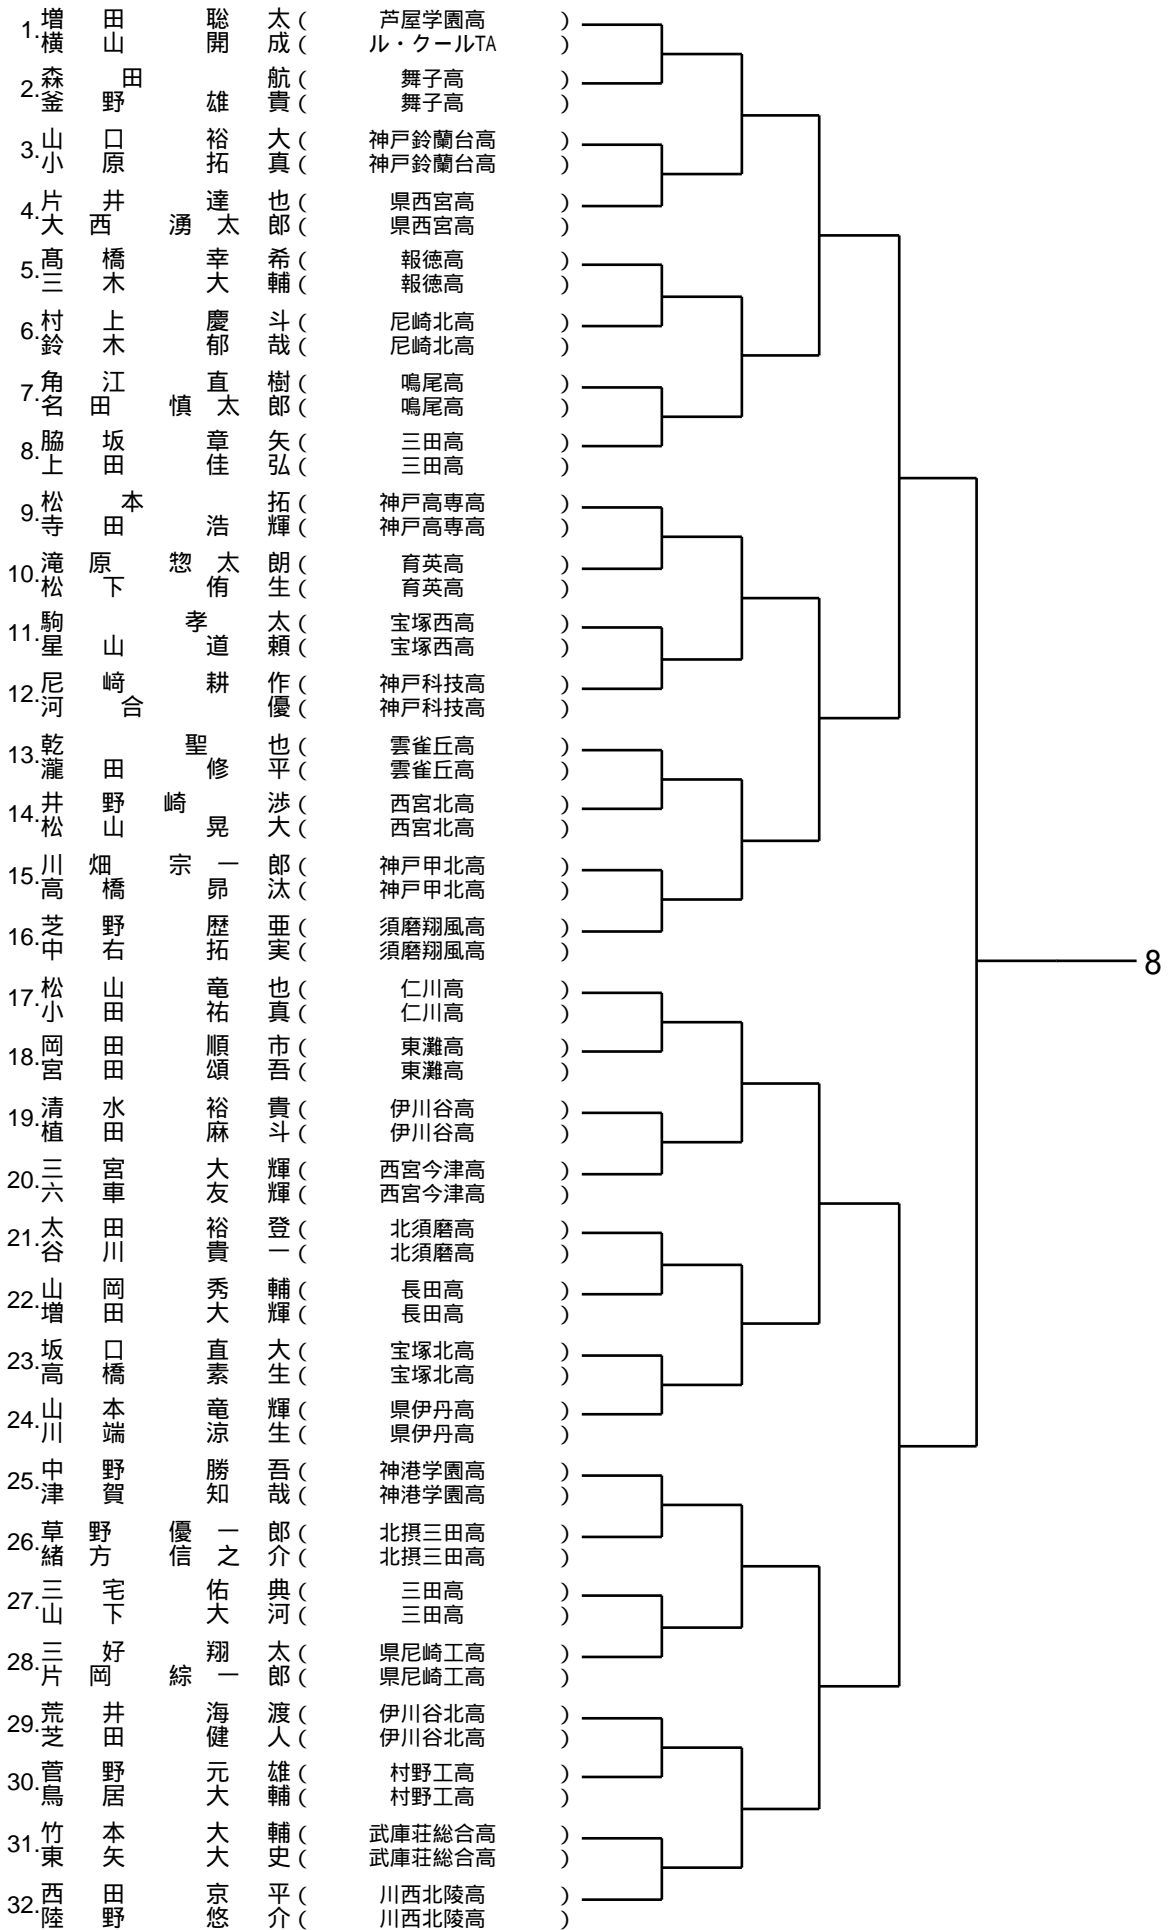 1.増田 聡太(芦屋学園高)
横山 開成(ル・クールTA)
2.森田 航(舞子高)
釜野 雄貴(舞子高)
3.山口 裕大(神戸鈴蘭台高)
小原 拓真(神戸鈴蘭台高)
4.片井 達也(県西宮高)
大西 湧太郎(県西宮高)
5.髙橋 幸希(報徳高)
三木 大輔(報徳高)
6.村上 慶斗(尼崎北高)
鈴木 郁哉(尼崎北高)
7.角江 直樹(鳴尾高)
名田 慎太郎(鳴尾高)
8.脇坂 章矢(三田高)
上田 佳弘(三田高)
9.松本 拓(神戸高専高)
寺田 浩輝(神戸高専高)
10.滝原 惣太朗(育英高)
松下 侑生(育英高)
11.駒 孝太(宝塚西高)
星山 道頼(宝塚西高)
12.尼﨑 耕作(神戸科技高)
河合 優(神戸科技高)
13.乾 聖也(雲雀丘高)
瀧田 修平(雲雀丘高)
14.井野崎 渉(西宮北高)
松山 晃大(西宮北高)
15.川畑 宗一郎(神戸甲北高)
高橋 昴汰(神戸甲北高)
16.芝野 歴亜(須磨翔風高)
中右 拓実(須磨翔風高)
17.松山 竜也(仁川高)
小田 祐真(仁川高)
18.岡田 順市(東灘高)
宮田 頌吾(東灘高)
19.清水 裕貴(伊川谷高)
植田 麻斗(伊川谷高)
20.三宮 大輝(西宮今津高)
六車 友輝(西宮今津高)
21.太田 裕登(北須磨高)
谷川 貴一(北須磨高)
22.山岡 秀輔(長田高)
増田 大輝(長田高)
23.坂口 直大(宝塚北高)
高橋 素生(宝塚北高)
24.山本 竜輝(県伊丹高)
川端 涼生(県伊丹高)
25.中野 勝吾(神港学園高)
津賀 知哉(神港学園高)
26.草野 優一郎(北摂三田高)
緒方 信之介(北摂三田高)
27.三宅 佑典(三田高)
山下 大河(三田高)
28.三好 翔太(県尼崎工高)
片岡 綜一郎(県尼崎工高)
29.荒井 海渡(伊川谷北高)
芝田 健人(伊川谷北高)
30.菅野 元雄(村野工高)
鳥居 大輔(村野工高)
31.竹本 大輔(武庫荘総合高)
東矢 大史(武庫荘総合高)
32.西田 京平(川西北陵高)
陸野 悠介(川西北陵高)
8